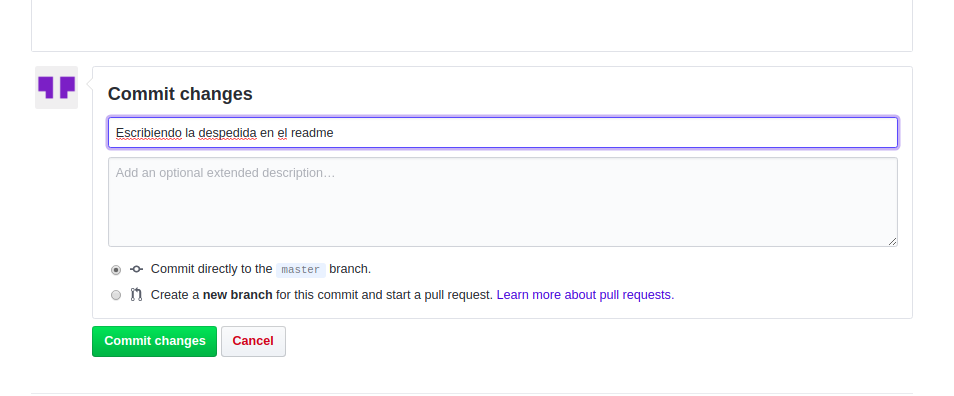 Commit changes
Escribiendo la despedida en el readme
Add an optional extended description…
Commit directly to the master branch.
Create a new branch for this commit and start a pull request. Learn more about pull requests.
Commit changes Cancel